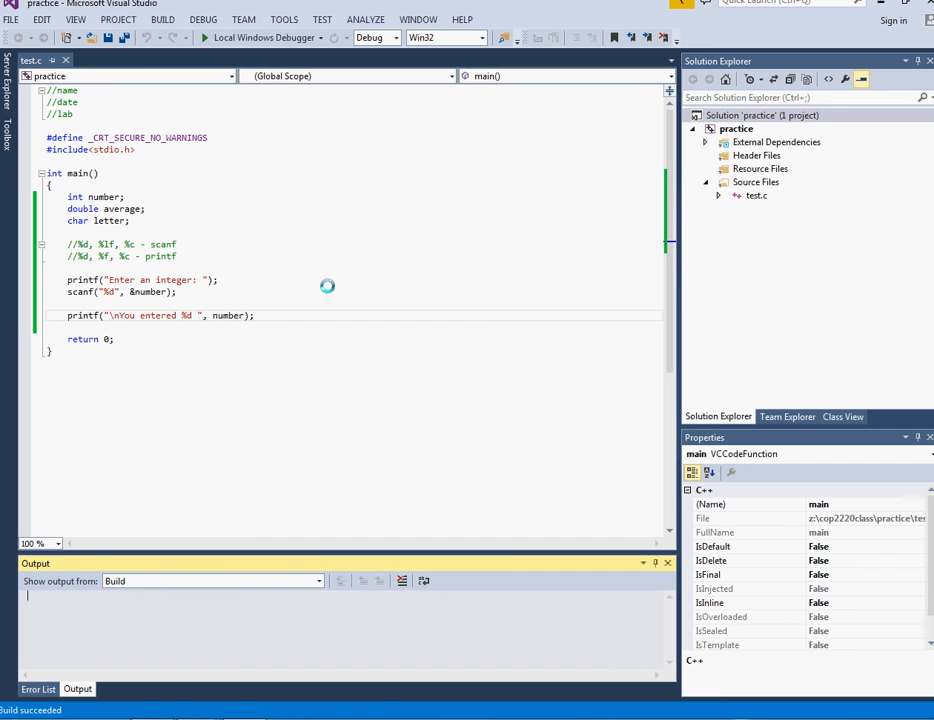 practice - Microsoft Visual Studio
Quick Launch (Ctrl+Q)
FILE EDIT VIEW PROJECT BUILD DEBUG TEAM TOOLS TEST ANALYZE WINDOW HELP
Sign in
Local Windows Debugger Debug Win32
test.c
practice (Global Scope) main()
//name
//date
//lab
#define _CRT_SECURE_NO_WARNINGS
#include<stdio.h>
int main()
{
int number;
double average;
char letter;
//%d, %lf, %c - scanf
//%d, %f, %c - printf
printf("Enter an integer: ");
scanf("%d", &number);
printf("\nYou entered %d ", number);
return 0;
}
100 %
Server Explorer
Toolbox
Solution Explorer
Search Solution Explorer (Ctrl+;)
Solution 'practice' (1 project)
practice
External Dependencies
Header Files
Resource Files
Source Files
test.c
Solution Explorer Team Explorer Class View
Properties
main VCCodeFunction
C++
(Name) main
File z:\cop2220class\practice\tes
FullName main
IsDefault False
IsDelete False
IsFinal False
IsInjected False
IsInline False
IsOverloaded False
IsSealed False
IsTemplate False
C++
Output
Show output from: Build
Error List Output
Build succeeded